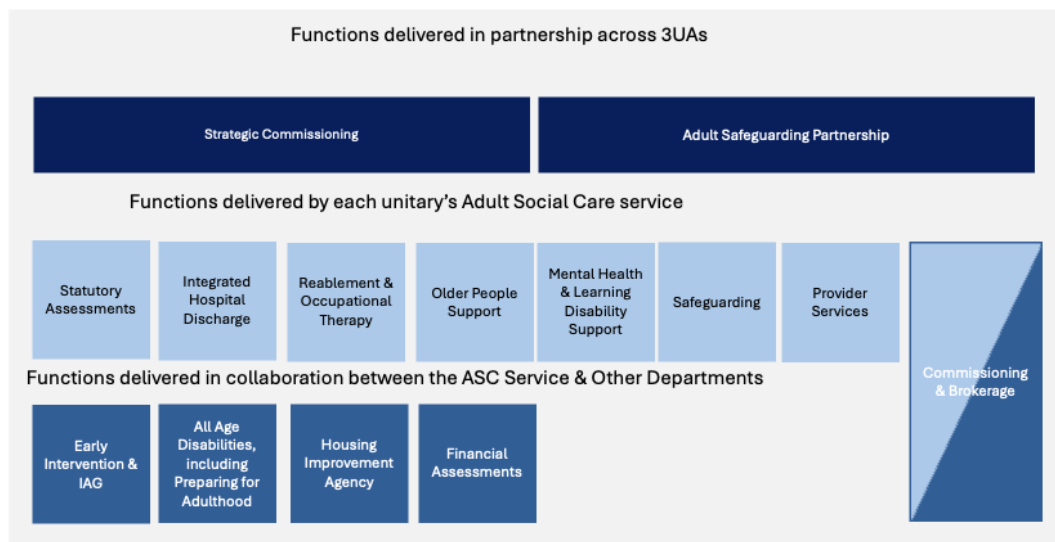 Functions delivered in partnership across 3UAs
Strategic Commissioning
Adult Safeguarding Partnership
Functions delivered by each unitary's Adult Social Care service
Statutory
Assessments
Integrated
Hospital
Discharge
Reablement &
Occupational
Therapy
Older People
Support
Mental Health
& Learning
Disability
Support
Safeguarding
Provider
Services
Commissioning
& Brokerage
Functions delivered in collaboration between the ASC Service & Other Departments
Early
Intervention &
IAG
All Age
Disabilities,
including
Preparing for
Adulthood
Housing
Improvement
Agency
Financial
Assessments